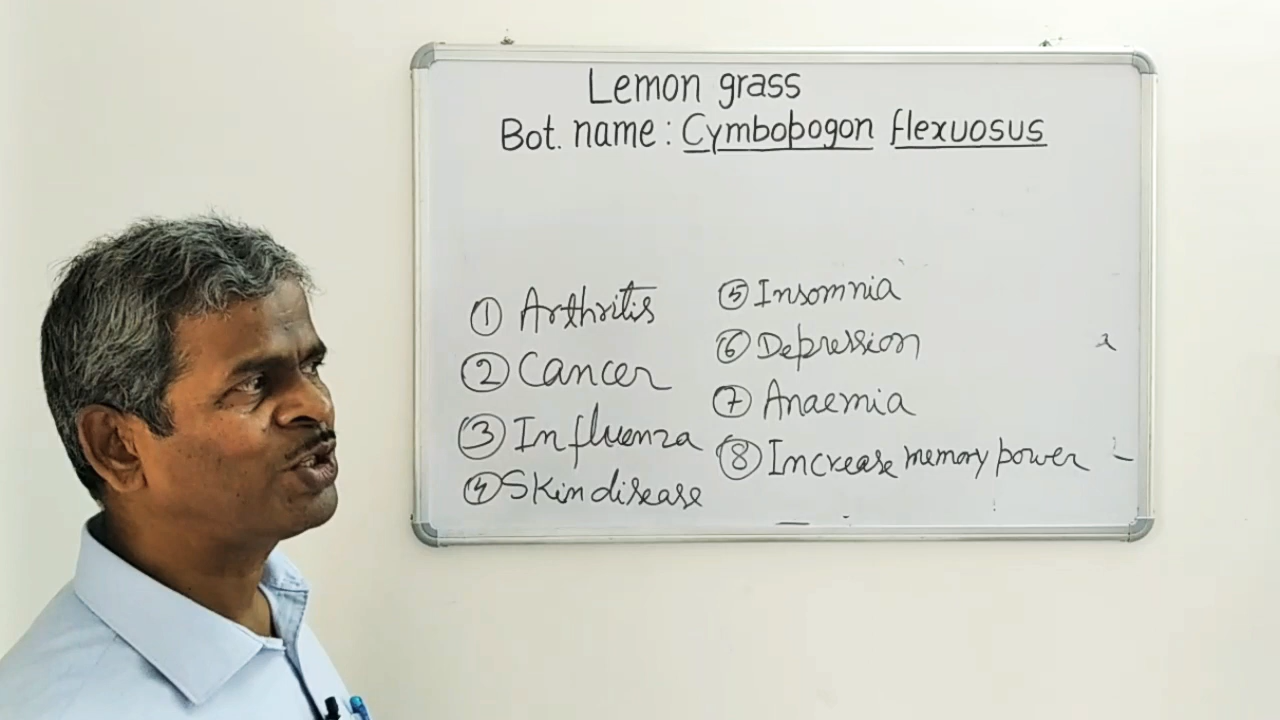 Lemon grass
Bot. name: Cymbopogon flexuosus
① Arthritis
② Cancer
③ Influenza
④ Skin disease
⑤ Insomnia
⑥ Depression
⑦ Anaemia
⑧ Increase memory power